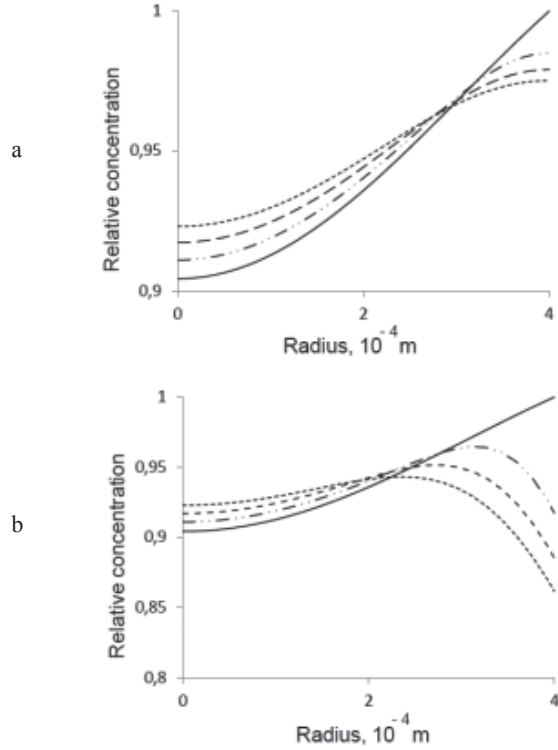 a
Relative concentration
1
0,95
0,9
0 2 4
Radius, 10⁻⁴ m
b
Relative concentration
1
0,95
0,9
0,85
0,8
0 2 4
Radius, 10⁻⁴ m